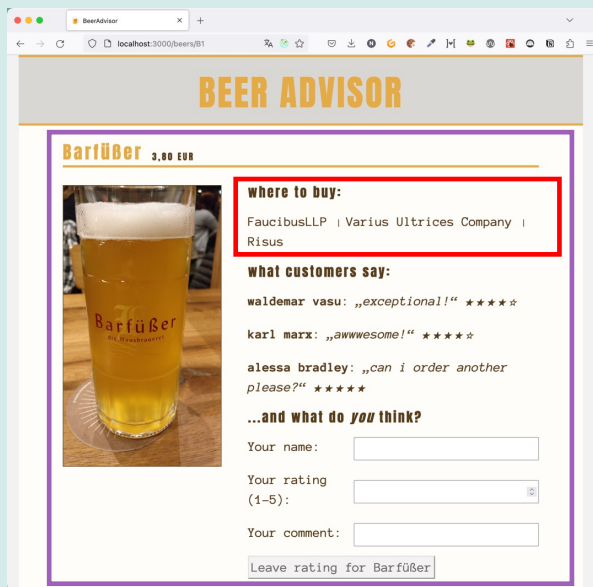 BeerAdvisor
localhost:3000/beers/B1
BEER ADVISOR
Barfüßer 3,80 EUR
Barfüßer
die Hausbrauerei
where to buy:
FaucibusLLP | Varius Ultrices Company |
Risus
what customers say:
waldemar vasu: „exceptional!“ ★★★★☆
karl marx: „awwwesome!“ ★★★★☆
alessa bradley: „can i order another
please?“ ★★★★★
...and what do you think?
Your name:
Your rating
(1–5):
Your comment:
Leave rating for Barfüßer